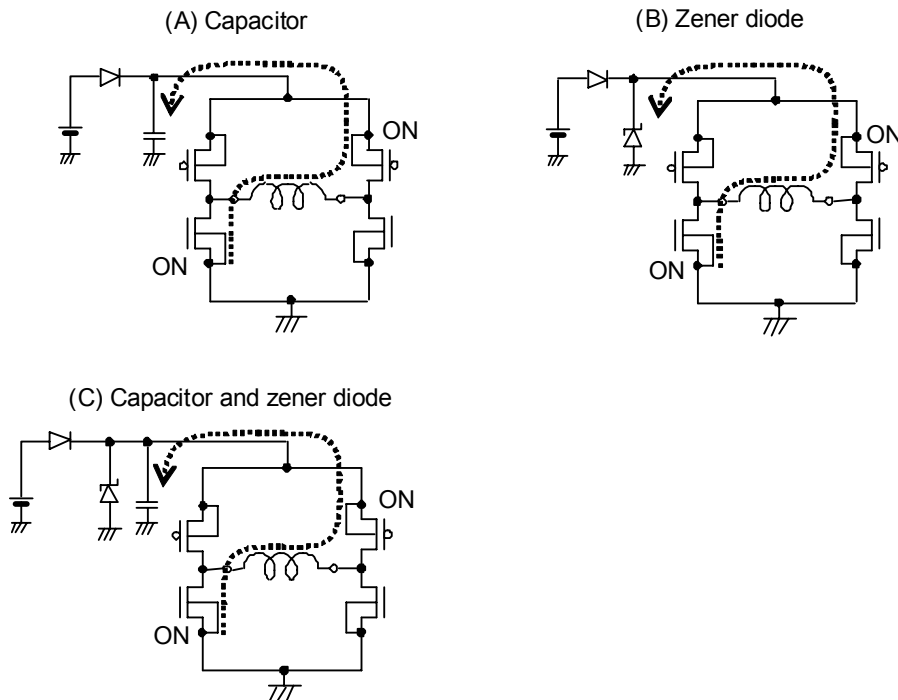 (A) Capacitor
(B) Zener diode
ON
ON
ON
ON
(C) Capacitor and zener diode
ON
ON